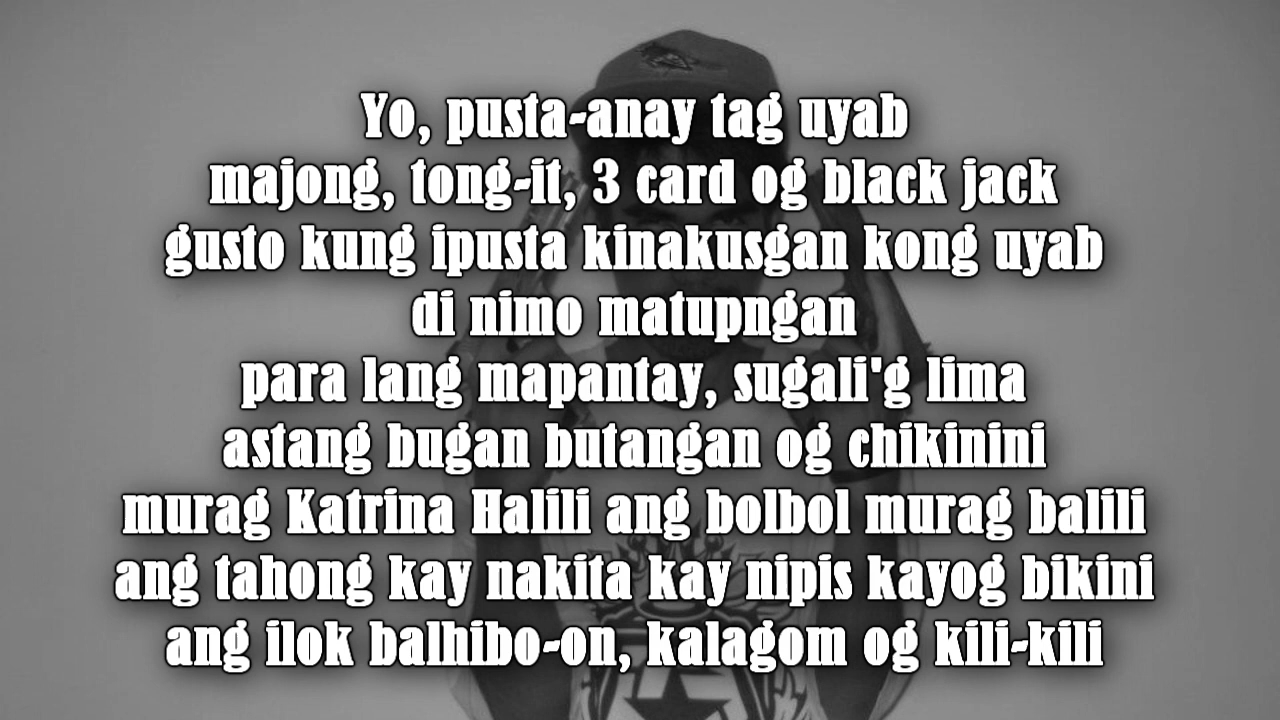 Yo, pusta-anay tag uyab
majong, tong-it, 3 card og black jack
gusto kung ipusta kinakusgan kong uyab
di nimo matupngan
para lang mapantay, sugali'g lima
astang bugan butangan og chikinini
murag Katrina Halili ang bolbol murag balili
ang tahong kay nakita kay nipis kayog bikini
ang ilok balhibo-on, kalagom og kili-kili